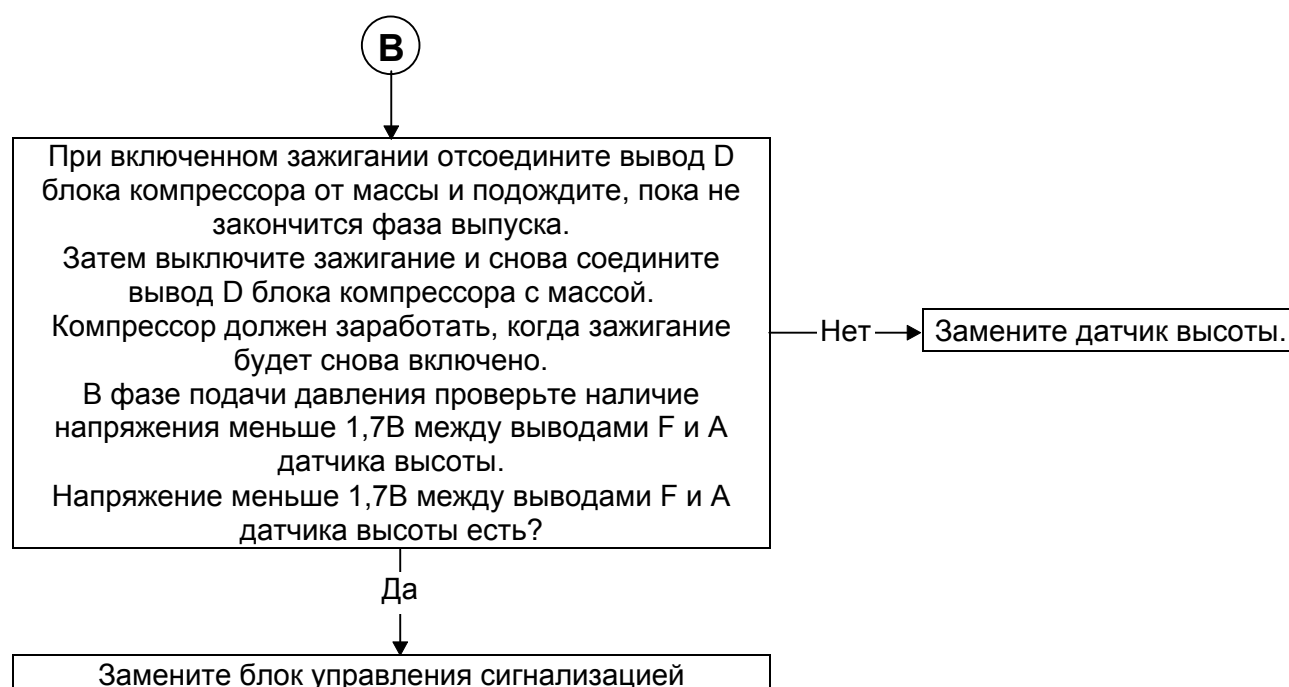 В
При включенном зажигании отсоедините вывод D
блока компрессора от массы и подождите, пока не
закончится фаза выпуска.
Затем выключите зажигание и снова соедините
вывод D блока компрессора с массой.
Компрессор должен заработать, когда зажигание
будет снова включено.
В фазе подачи давления проверьте наличие
напряжения меньше 1,7В между выводами F и А
датчика высоты.
Напряжение меньше 1,7В между выводами F и А
датчика высоты есть?
Нет
Замените датчик высоты.
Да
Замените блок управления сигнализацией